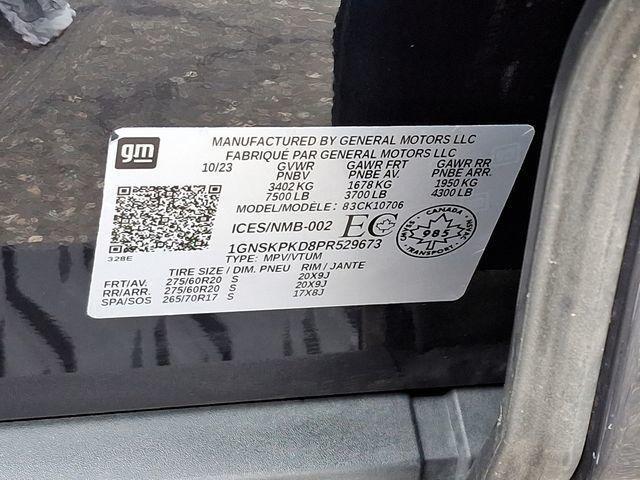 gm
MANUFACTURED BY GENERAL MOTORS LLC
FABRIQUÉ PAR GENERAL MOTORS LLC
10/23 GVWR GAWR FRT GAWR RR
PNBV PNBE AV. PNBE ARR.
3402 KG 1678 KG 1950 KG
7500 LB 3700 LB 4300 LB
MODEL/MODÈLE: 83CK10706
ICES/NMB-002 EC
CANADA
985
TRANSPORT
1GNSKPKD8PR529673
328E
TYPE: MPV/VTUM
TIRE SIZE / DIM. PNEU RIM / JANTE
FRT/AV. 275/60R20 S 20X9J
RR/ARR. 275/60R20 S 20X9J
SPA/SOS 265/70R17 S 17X8J